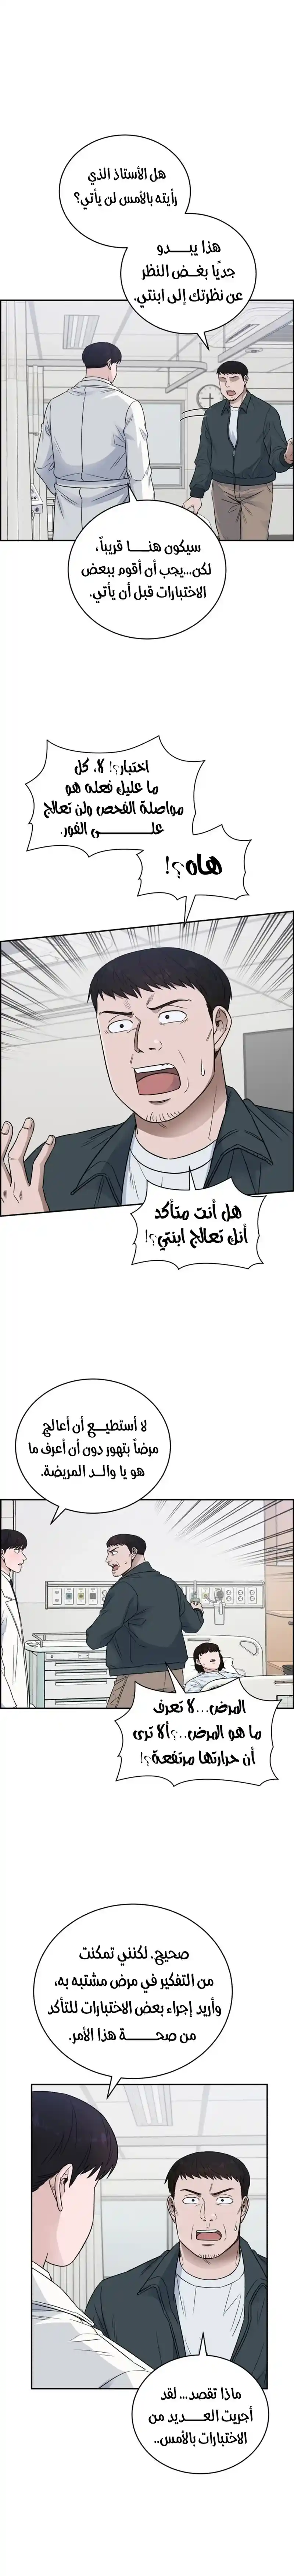 هل الأستاذ الذي
رأيته بالأمس لن يأتي؟
هذا يبدو
جديًا بغض النظر
عن نظرتك إلى ابنتي.
سيكون هنا قريباً،
لكن...يجب أن أقوم ببعض
الاختبارات قبل أن يأتي.
اختبار؟! لا، كل
ما عليك فعله هو
مواصلة الفحص ولن تعالج
على الفور.
هاه؟!
هل أنت متأكد
أنك تعالج ابنتي؟!
لا أستطيع أن أعالج
مرضاً بتهور دون أن أعرف ما
هو يا والد المريضة.
المرض...لا تعرف
ما هو المرض..؟ألا ترى
أن حرارتها مرتفعة؟!
صحيح. لكنني تمكنت
من التفكير في مرض مشتبه به،
وأريد إجراء بعض الاختبارات للتأكد
من صحة هذا الأمر.
ماذا تقصد... لقد
أجريت العديد من
الاختبارات بالأمس..